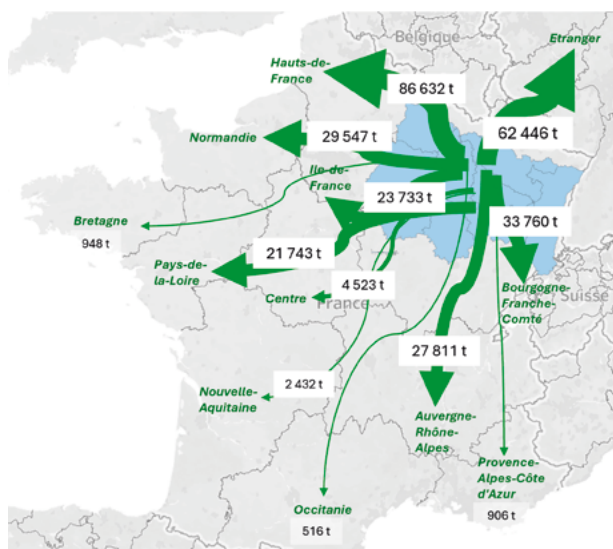 Belgique
Etranger
Hauts-de-
France
86 632 t
62 446 t
Normandie
29 547 t
Ile-de-
France
23 733 t
33 760 t
Bretagne
948 t
21 743 t
Pays-de-
la-Loire
4 523 t
Centre
France
Suisse
Bourgogne-
Franche-
Comté
27 811 t
2 432 t
Nouvelle-
Aquitaine
Auvergne-
Rhône-
Alpes
Provence-
Alpes-Côte
d'Azur
906 t
Occitanie
516 t